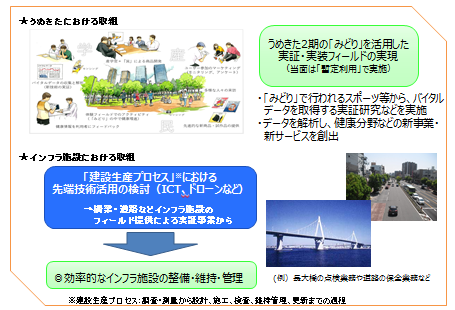 ★うめきたにおける取組
学
産
うめきた2期の「みどり」を活用した
実証・実装フィールドの実現
(当面は「暫定利用」で実施)
・「みどり」で行われるスポーツ等から、バイタル
データを取得する実証研究などを実施
・データを解析し、健康分野などの新事業・
新サービスを創出
★インフラ施設における取組
「建設生産プロセス」※における
先端技術活用の検討(ICT、ドローンなど)
→橋梁・道路などインフラ施設の
フィールド提供による実証事業から
◎効率的なインフラ施設の整備・維持・管理
(例)長大橋の点検業務や道路の保全業務など
※建設生産プロセス:調査・測量から設計、施工、検査、維持管理、更新までの過程